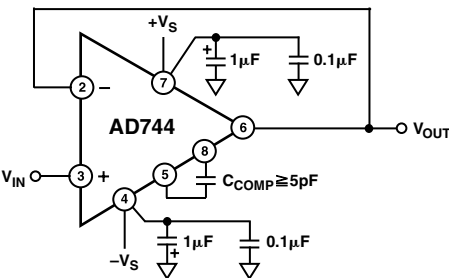 +VS
1µF
0.1µF
2
–
7
AD744
6
VOUT
8
VIN
3
+
5
CCOMP≧5pF
4
1µF
0.1µF
–VS
+
+